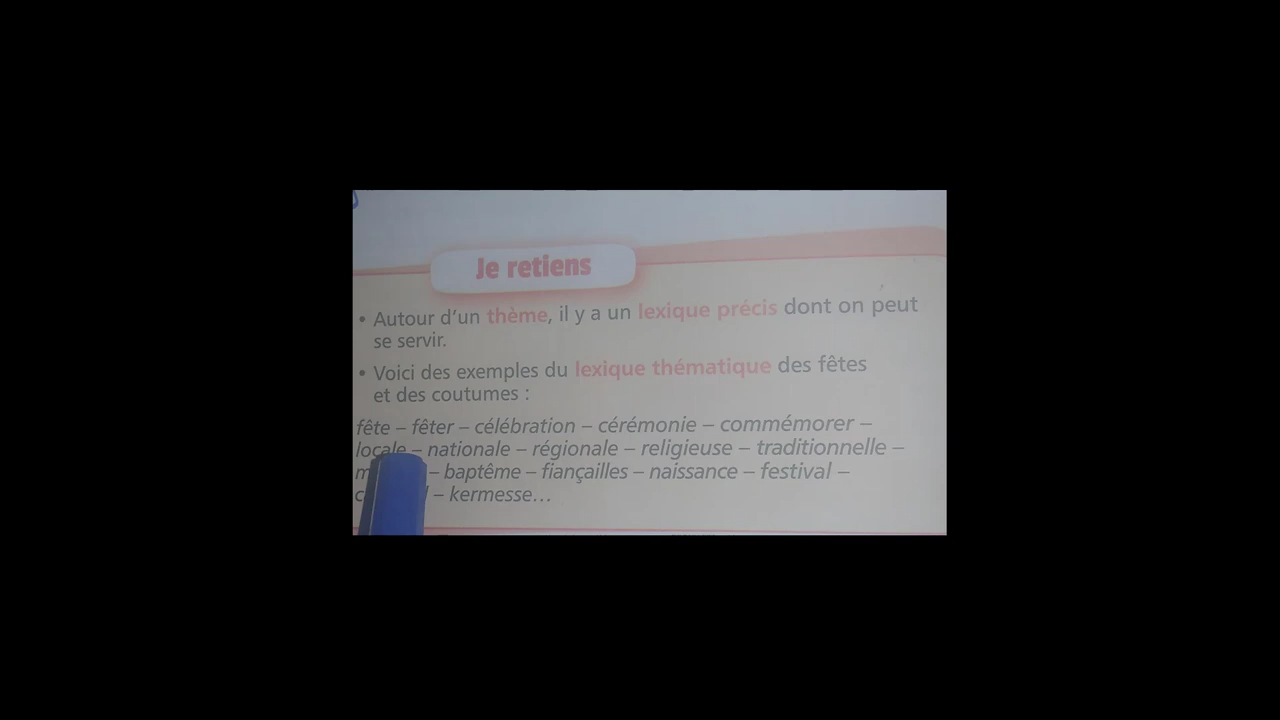 Je retiens
• Autour d'un thème, il y a un lexique précis dont on peut
se servir.
• Voici des exemples du lexique thématique des fêtes
et des coutumes :
fête – fêter – célébration – cérémonie – commémorer –
locale – nationale – régionale – religieuse – traditionnelle –
– baptême – fiançailles – naissance – festival –
– kermesse...